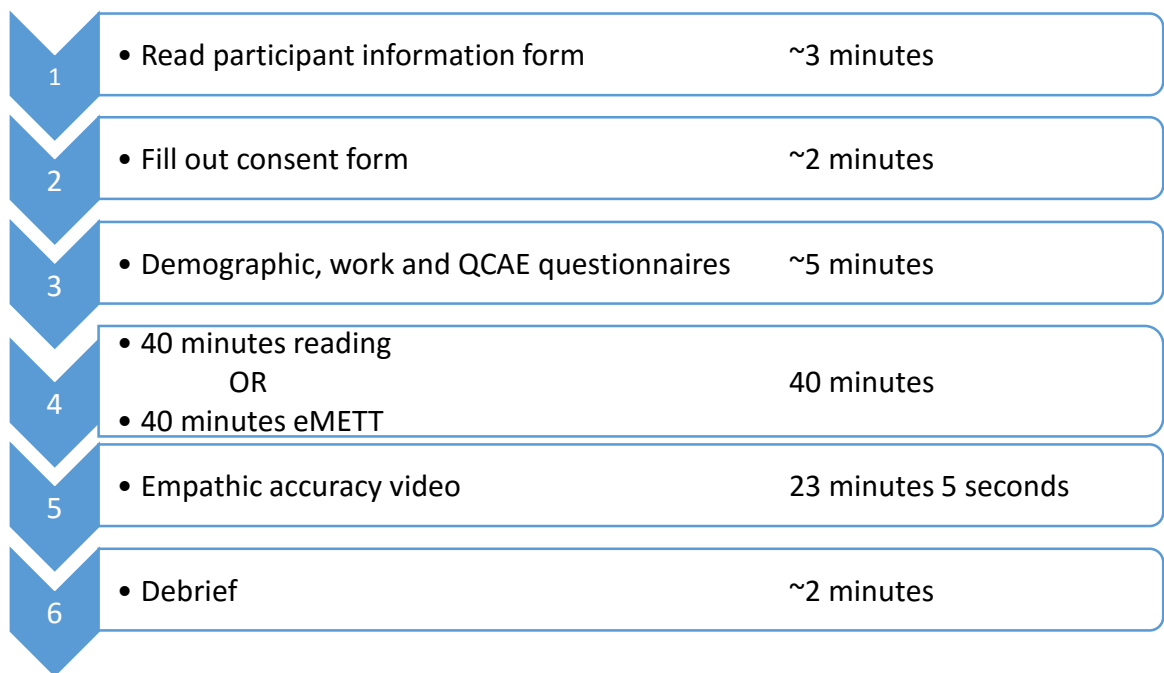 1
• Read participant information form ~3 minutes
2
• Fill out consent form ~2 minutes
3
• Demographic, work and QCAE questionnaires ~5 minutes
4
• 40 minutes reading
OR
40 minutes
• 40 minutes eMETT
5
• Empathic accuracy video 23 minutes 5 seconds
6
• Debrief ~2 minutes